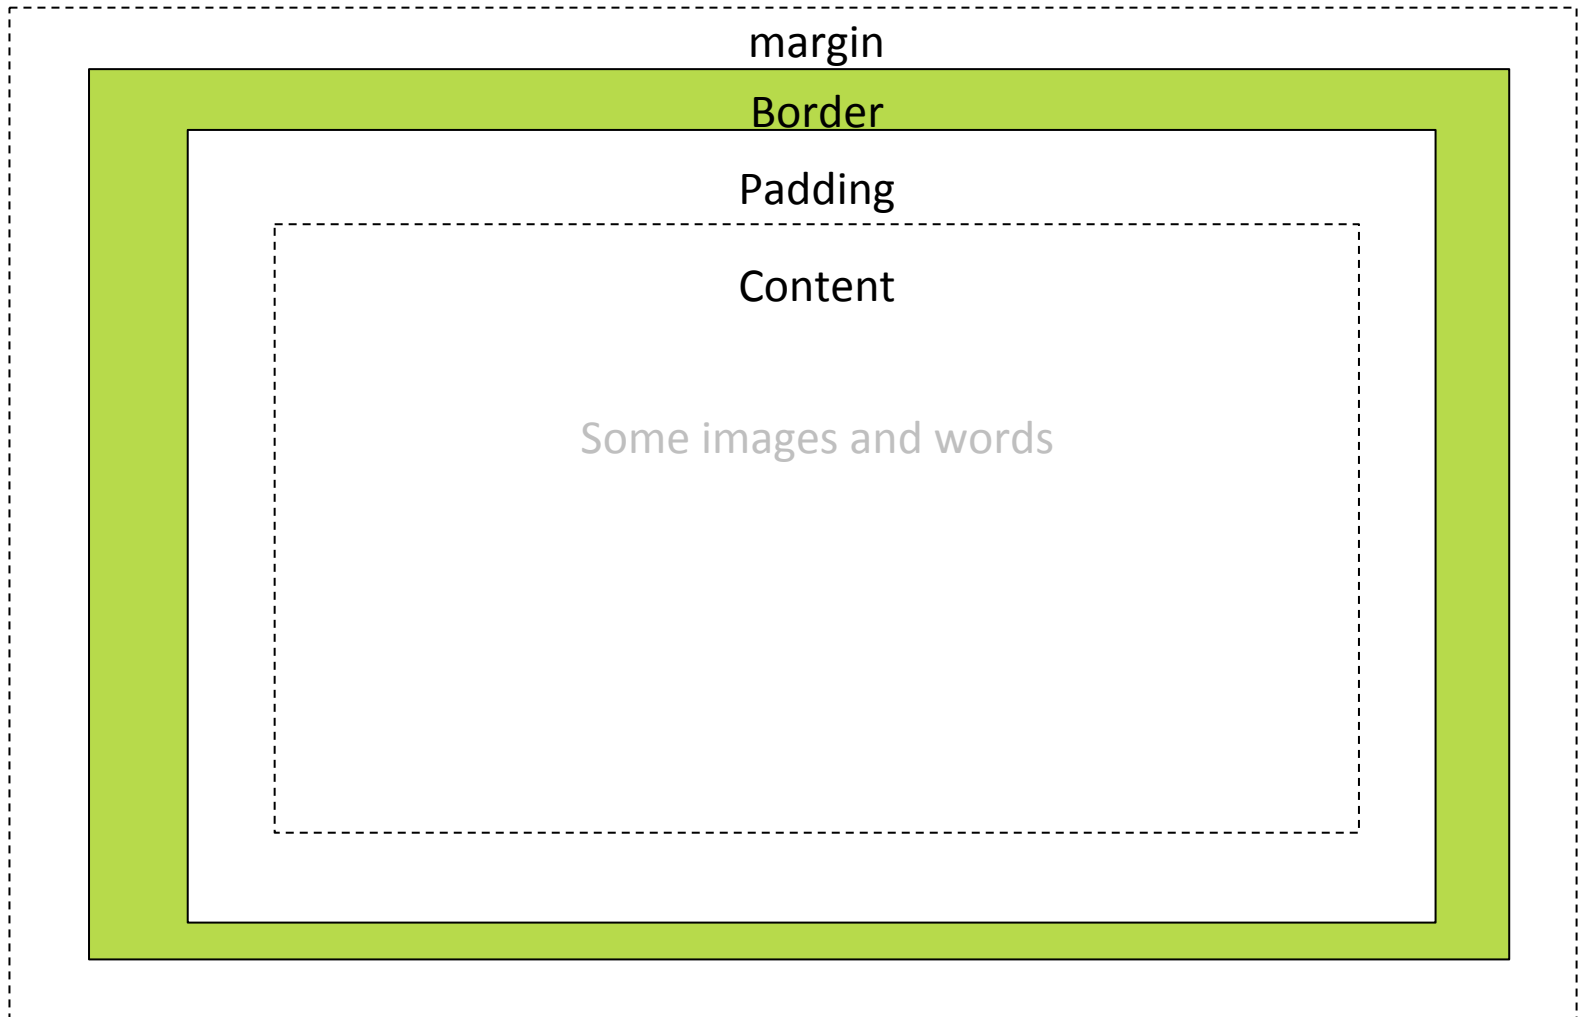 margin
Border
Padding
Content
Some images and words